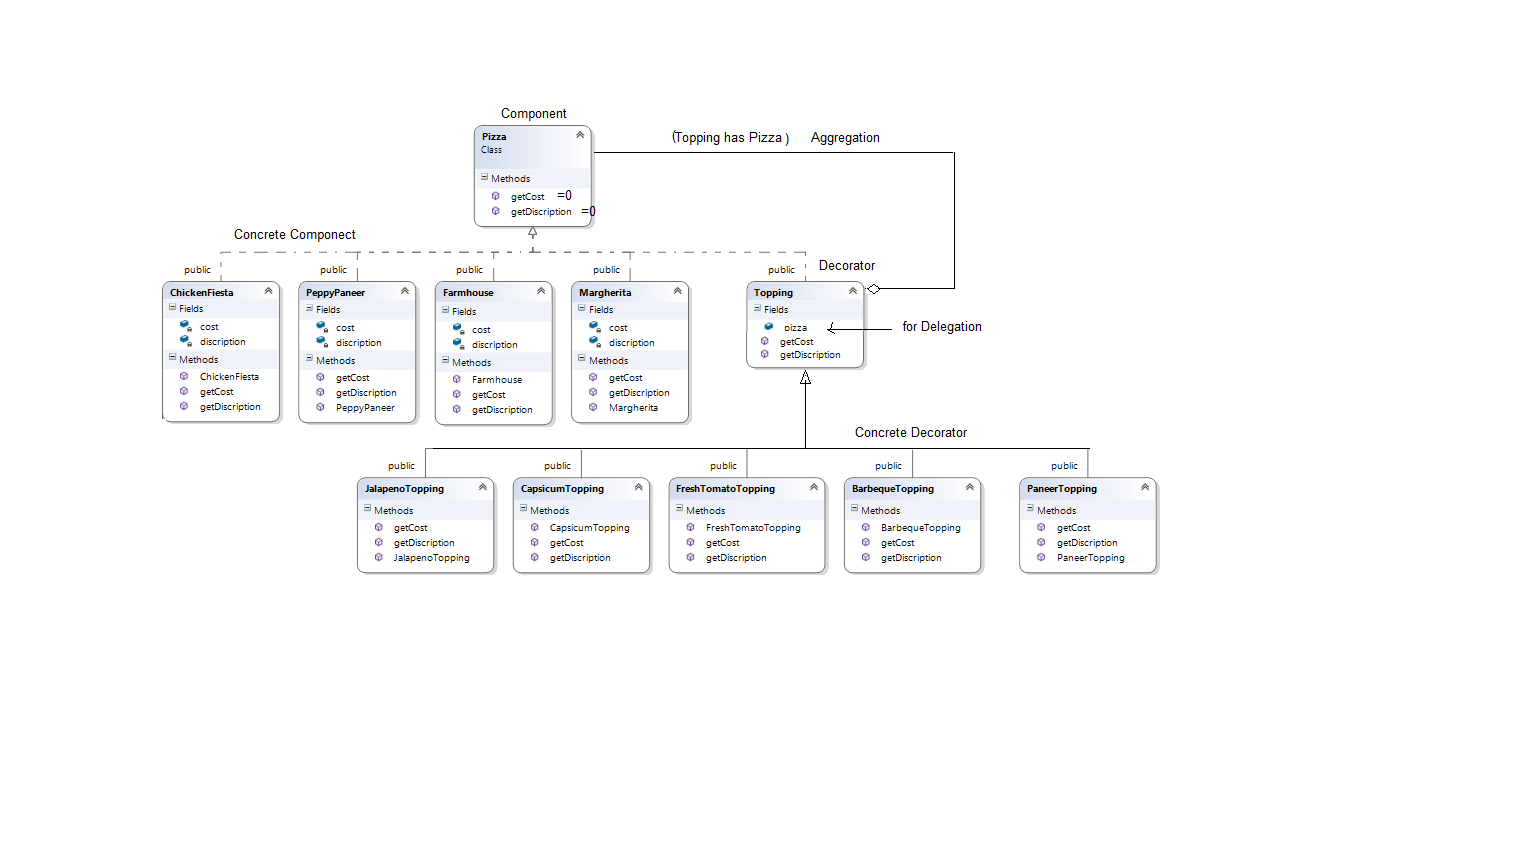 Component
Pizza
Class
Methods
getCost =0
getDiscription =0
(Topping has Pizza ) Aggregation
Concrete Componect
Decorator
public
ChickenFiesta
Fields
cost
discription
Methods
ChickenFiesta
getCost
getDiscription
public
PeppyPaneer
Fields
cost
discription
Methods
getCost
getDiscription
PeppyPaneer
public
Farmhouse
Fields
cost
discription
Methods
Farmhouse
getCost
getDiscription
public
Margherita
Fields
cost
discription
Methods
getCost
getDiscription
Margherita
public
Topping
Fields
pizza
getCost
getDiscription
for Delegation
Concrete Decorator
public
JalapenoTopping
Methods
getCost
getDiscription
JalapenoTopping
public
CapsicumTopping
Methods
CapsicumTopping
getCost
getDiscription
public
FreshTomatoTopping
Methods
FreshTomatoTopping
getCost
getDiscription
public
BarbequeTopping
Methods
BarbequeTopping
getCost
getDiscription
public
PaneerTopping
Methods
getCost
getDiscription
PaneerTopping